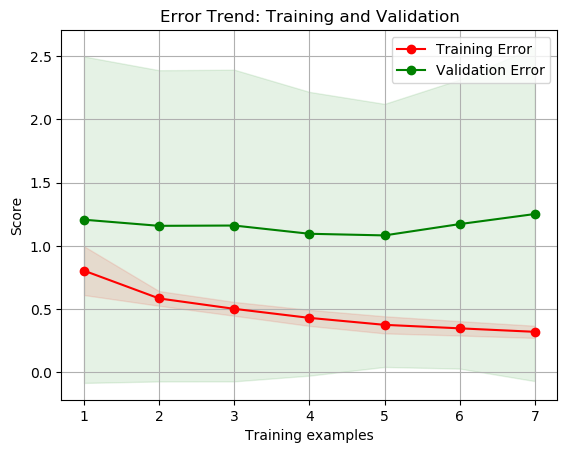 Error Trend: Training and Validation
Training Error
Validation Error
2.5
2.0
1.5
1.0
0.5
0.0
Score
1 2 3 4 5 6 7
Training examples